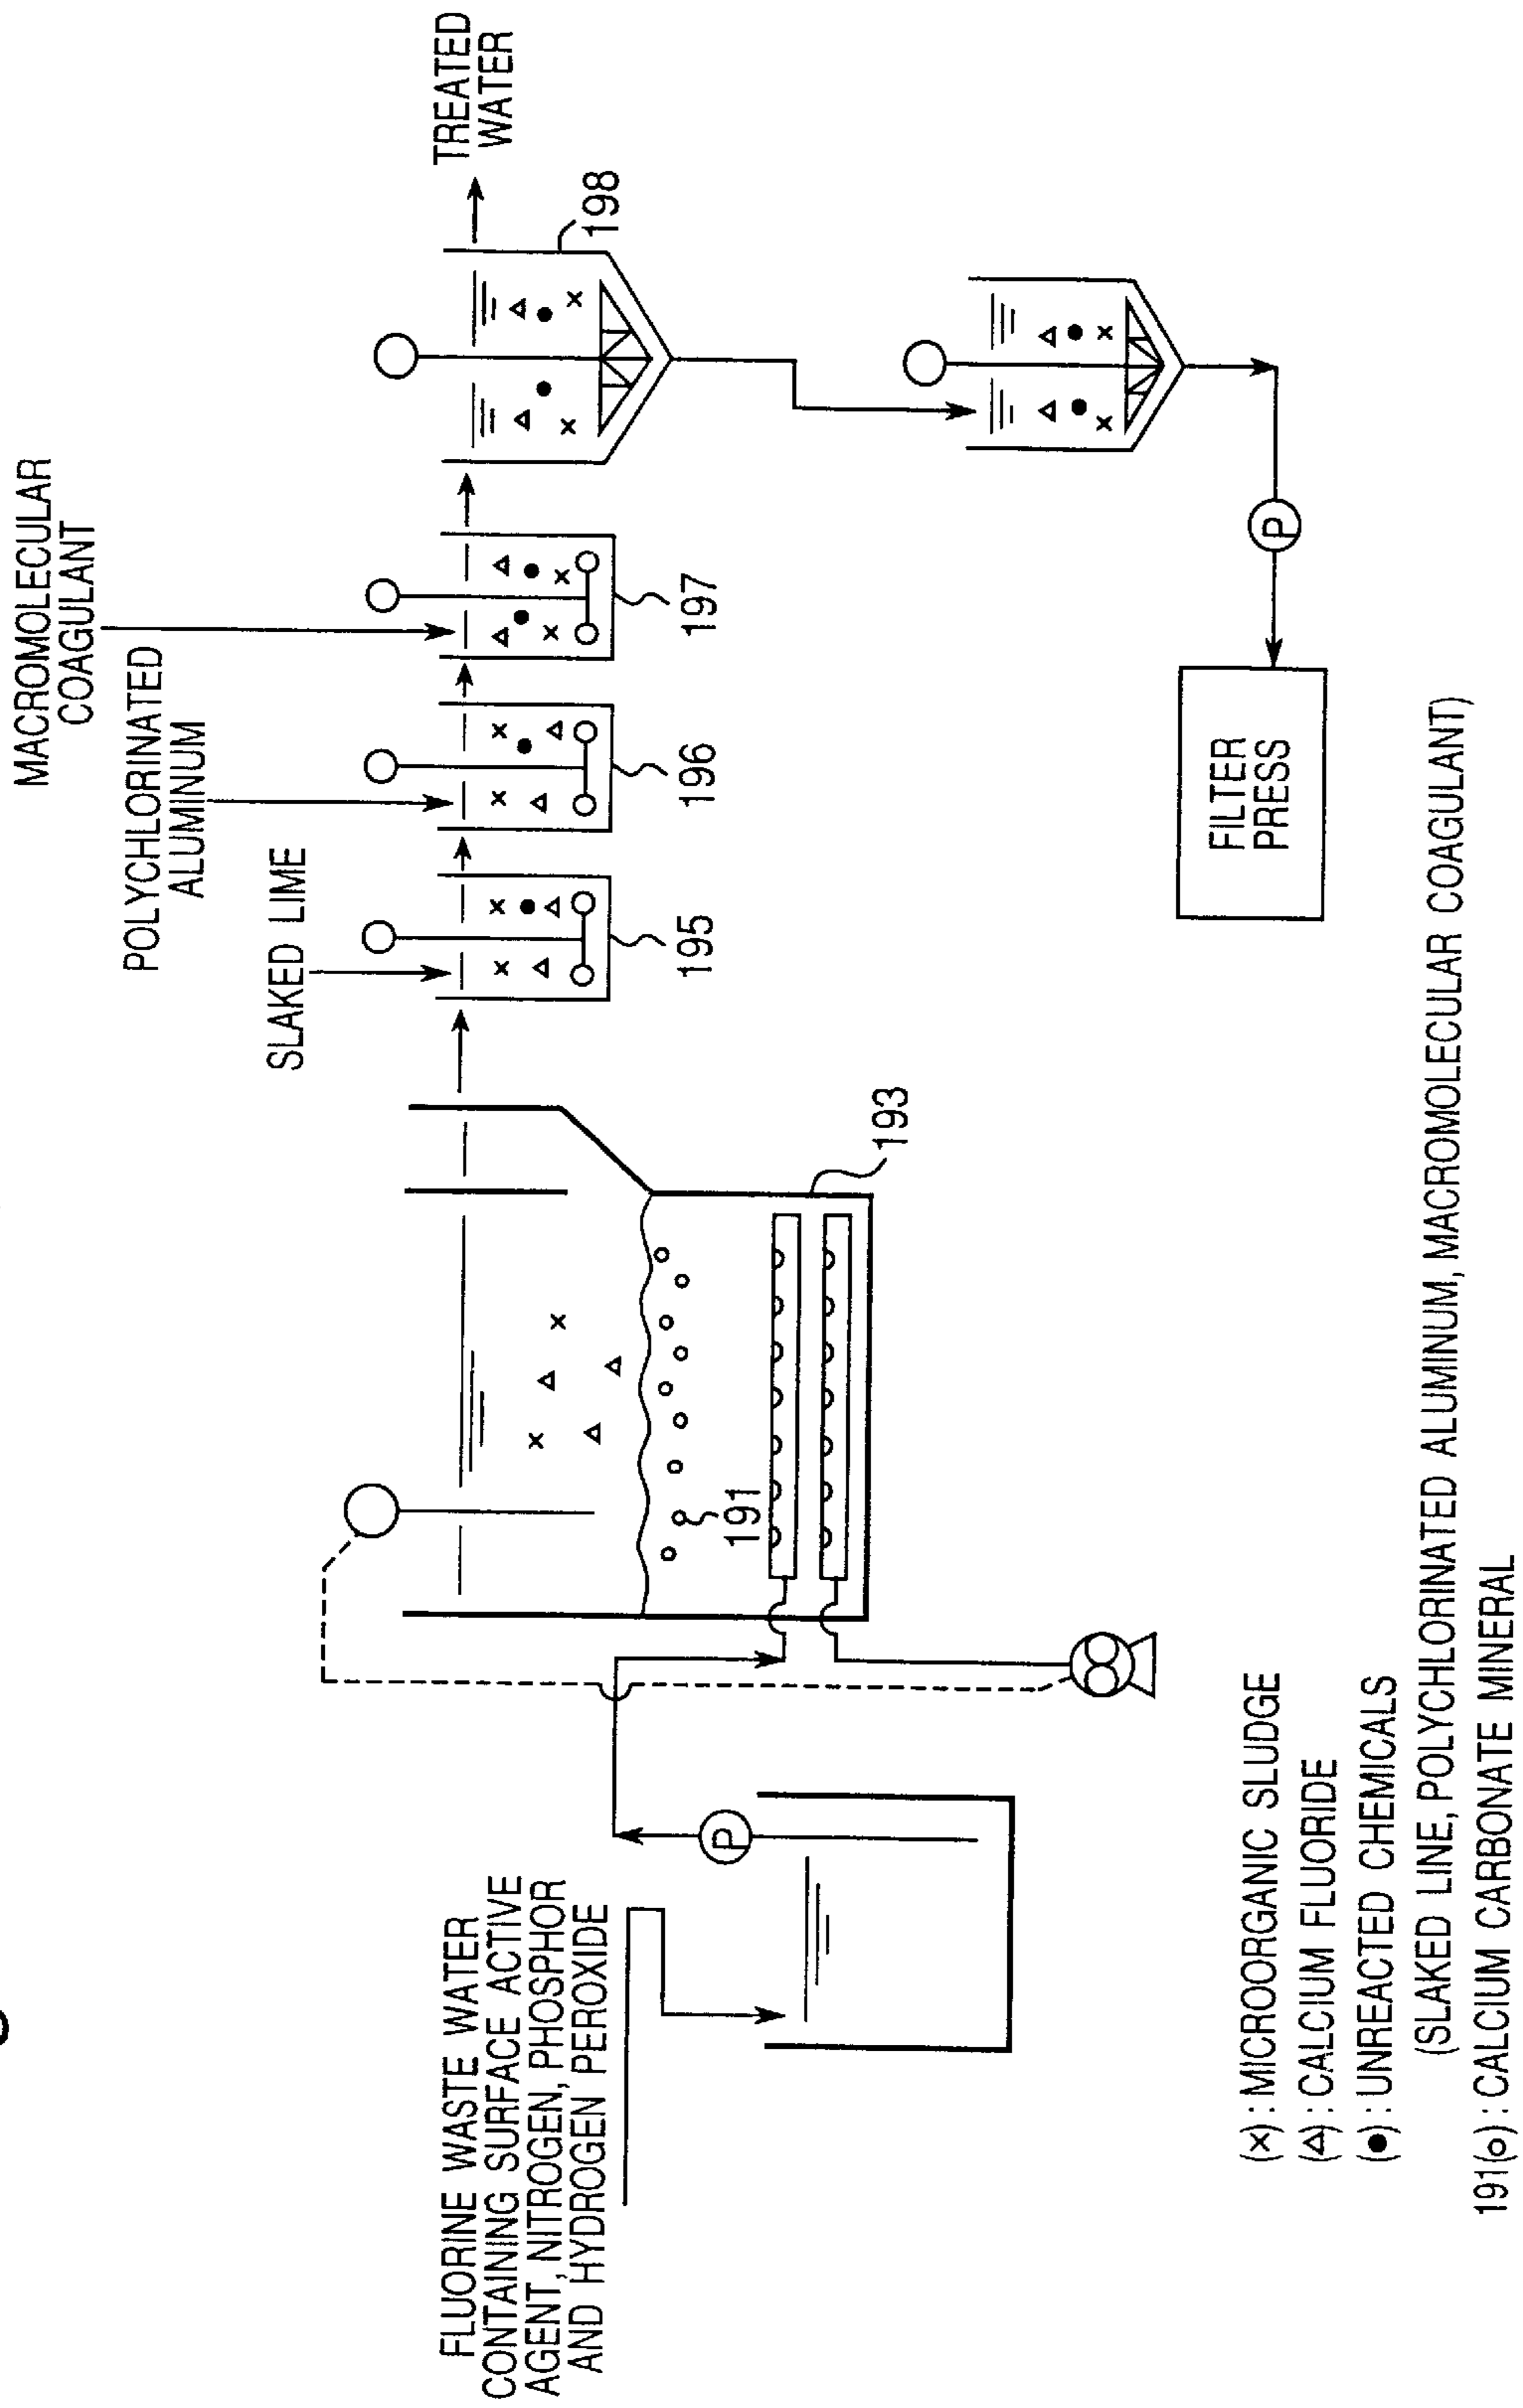 FLUORINE WASTE WATER
CONTAINING SURFACE ACTIVE
AGENT, NITROGEN, PHOSPHOR
AND HYDROGEN PEROXIDE
P
191
193
SLAKED LIME
195
POLYCHLORINATED
ALUMINUM
196
MACROMOLECULAR
COAGULANT
197
198
TREATED
WATER
P
FILTER
PRESS
(×) : MICROORGANIC SLUDGE
(△) : CALCIUM FLUORIDE
(●) : UNREACTED CHEMICALS
(SLAKED LINE, POLYCHLORINATED ALUMINUM, MACROMOLECULAR COAGULANT)
191(○) : CALCIUM CARBONATE MINERAL